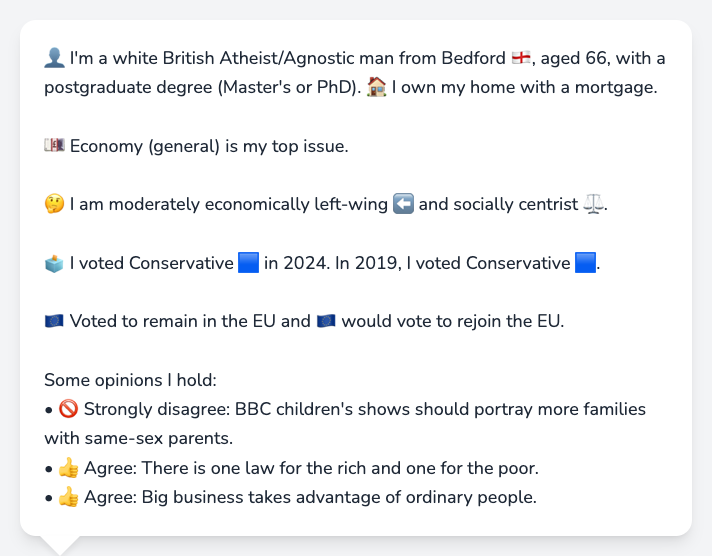 👤 I'm a white British Atheist/Agnostic man from Bedford 🏴󠁧󠁢󠁥󠁮󠁧󠁿, aged 66, with a
postgraduate degree (Master's or PhD). 🏠 I own my home with a mortgage.
💷 Economy (general) is my top issue.
🤔 I am moderately economically left-wing ⬅️ and socially centrist ⚖️.
🗳️ I voted Conservative 🟦 in 2024. In 2019, I voted Conservative 🟦.
🇪🇺 Voted to remain in the EU and 🇪🇺 would vote to rejoin the EU.
Some opinions I hold:
• 🚫 Strongly disagree: BBC children's shows should portray more families
with same-sex parents.
• 👍 Agree: There is one law for the rich and one for the poor.
• 👍 Agree: Big business takes advantage of ordinary people.